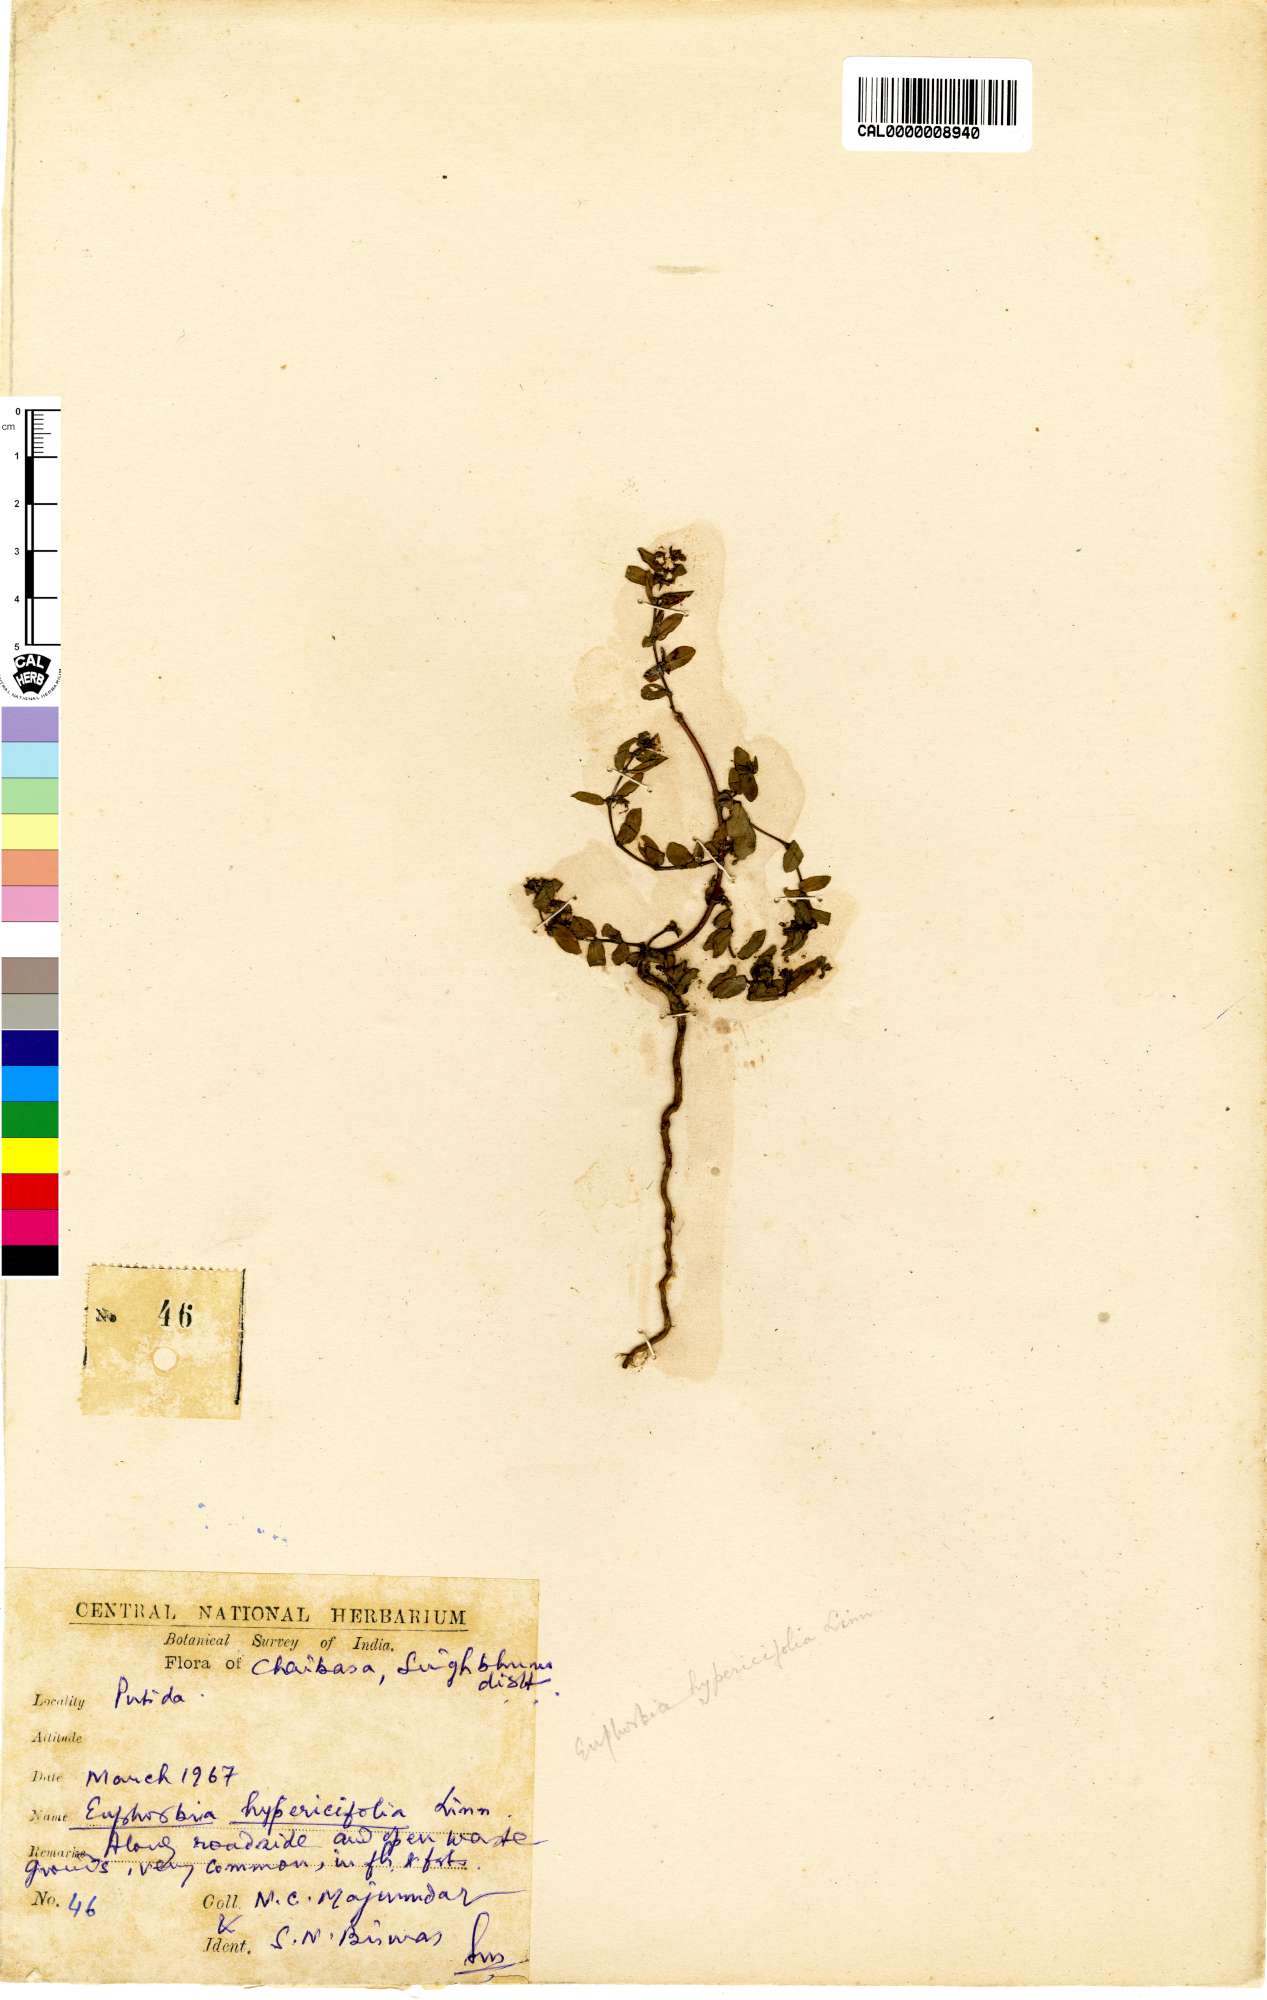 CAL0000008940
0
cm
1
2
3
4
5
CAL
HERB
No 46
CENTRAL NATIONAL HERBARIUM
Botanical Survey of India.
Flora of Chaibasa, Singhbhum
distt
Locality Putida.
Altitude
Date March 1967
Name Euphorbia hypericifolia Linn.
Remarks Along roadside and open waste
grounds, very common, in fl. & frts.
No. 46 Coll. N. C. Majumdar
&
Ident. S. N. Biswas
Euphorbia hypericifolia Linn